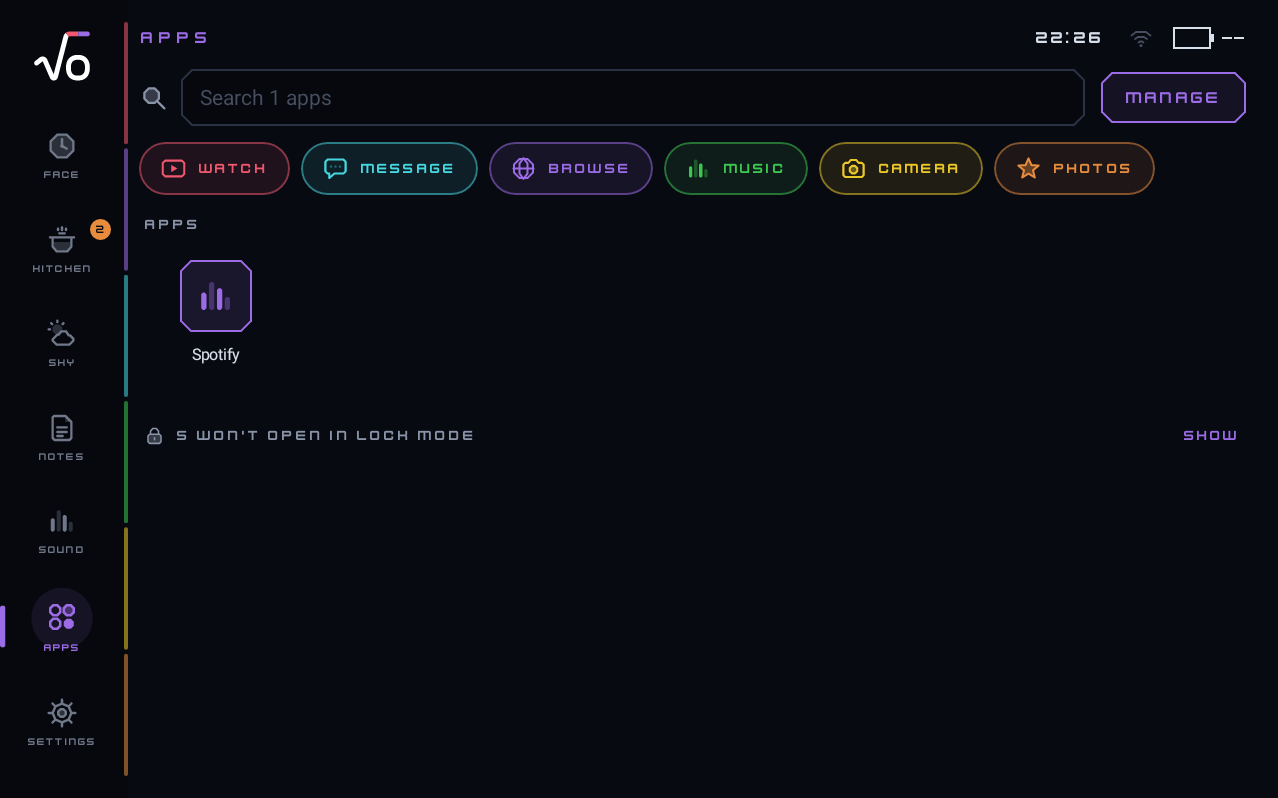 √o
APPS
22:26
--
Search 1 apps
MANAGE
WATCH
MESSAGE
BROWSE
MUSIC
CAMERA
PHOTOS
APPS
Spotify
5 WON'T OPEN IN LOCK MODE
SHOW
FACE
2
KITCHEN
SKY
NOTES
SOUND
APPS
SETTINGS